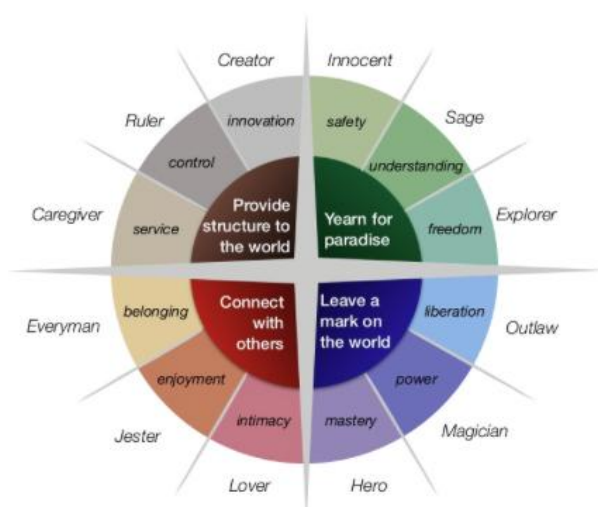 Creator
Innocent
Ruler
innovation
safety
Sage
control
understanding
Caregiver
service
Provide
structure to
the world
Yearn for
paradise
freedom
Explorer
Everyman
belonging
Connect
with
others
Leave a
mark on
the world
liberation
Outlaw
enjoyment
power
Jester
intimacy
mastery
Magician
Lover
Hero